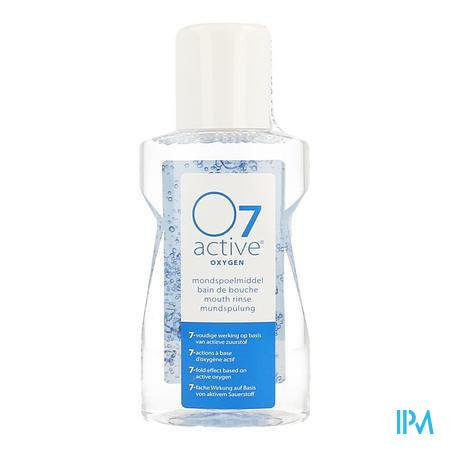 O7
active®
OXYGEN
mondspoelmiddel
bain de bouche
mouth rinse
mundspülung
7-voudige werking op basis
van actieve zuurstof
7-actions à base
d'oxygène actif
7-fold effect based on
active oxygen
7-fache Wirkung auf Basis
von aktivem Sauerstoff
IPM